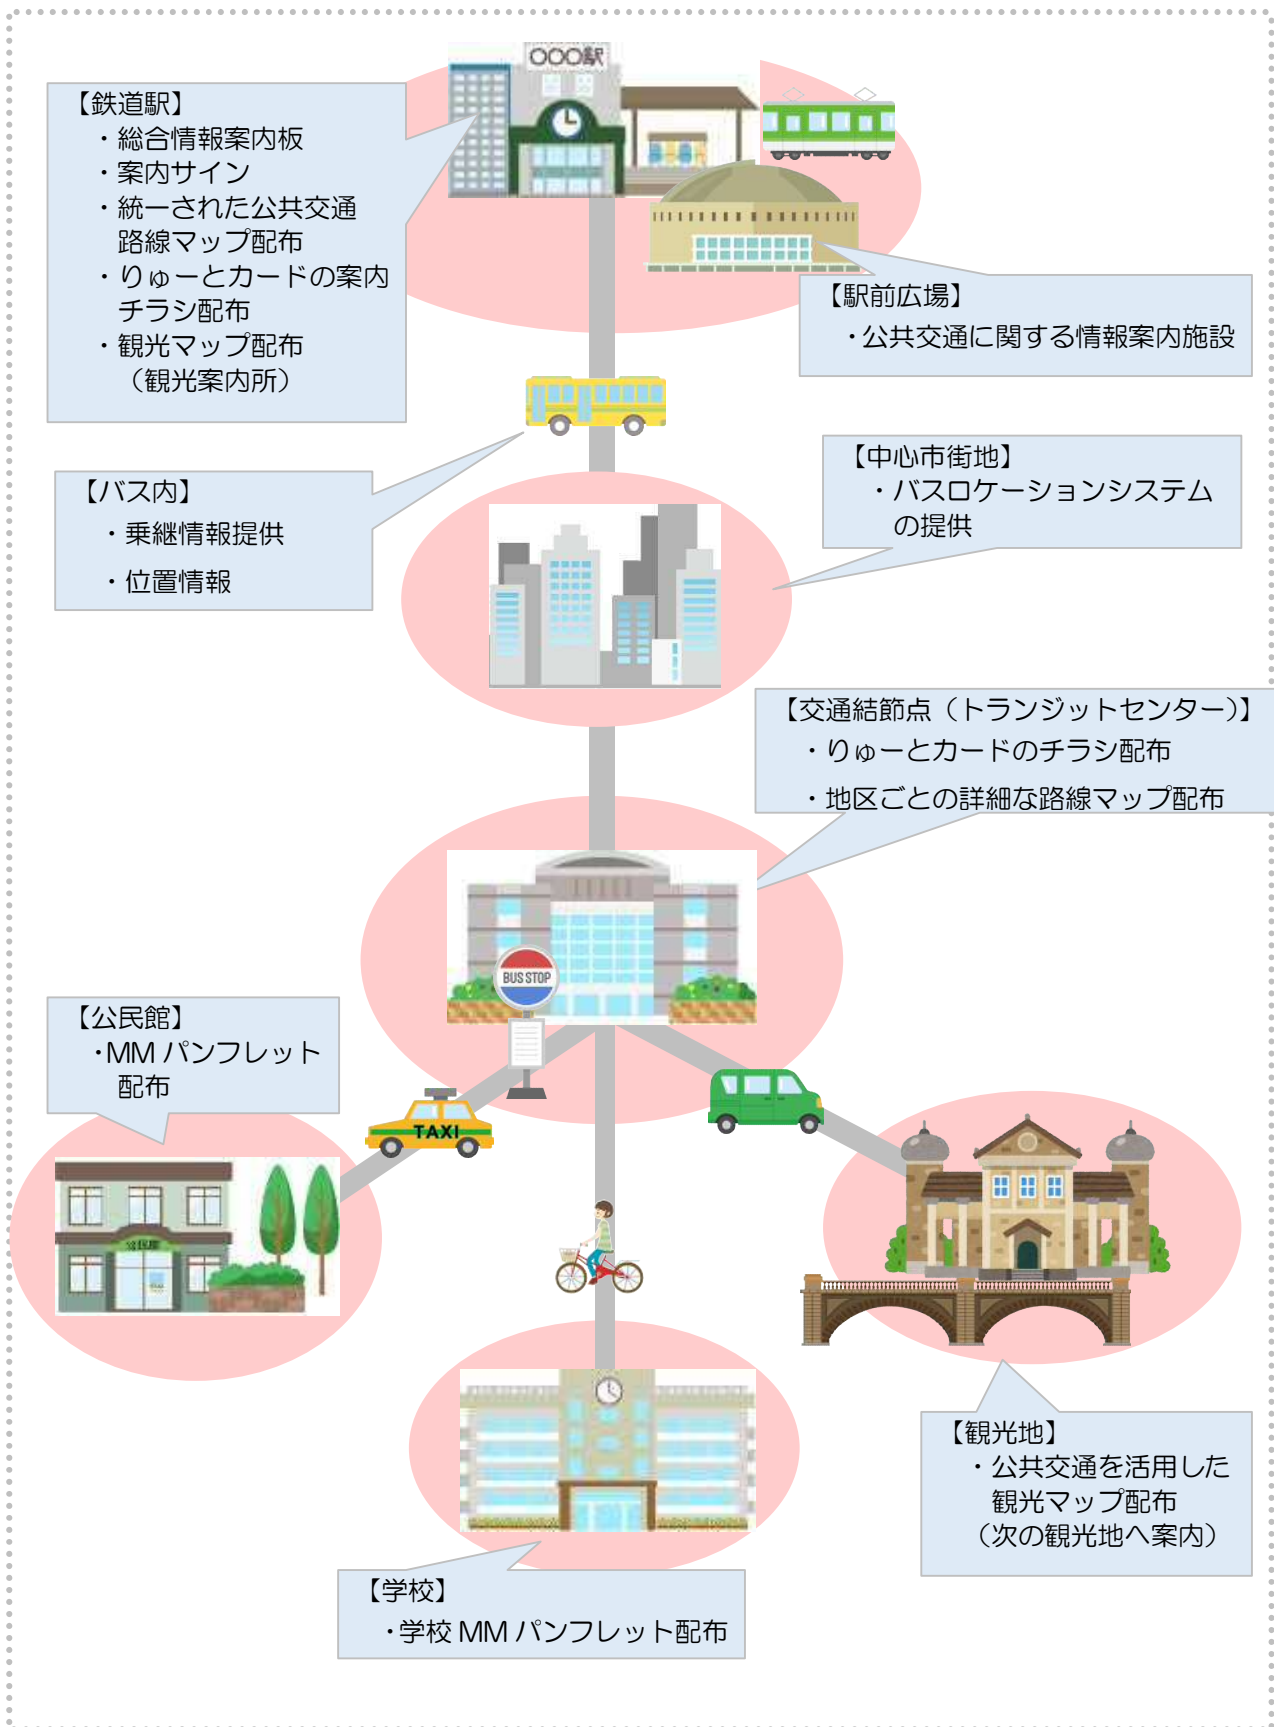 〇〇〇駅
【鉄道駅】
・総合情報案内板
・案内サイン
・統一された公共交通
路線マップ配布
・りゅーとカードの案内
チラシ配布
・観光マップ配布
（観光案内所）
【駅前広場】
・公共交通に関する情報案内施設
【バス内】
・乗継情報提供
・位置情報
【中心市街地】
・バスロケーションシステム
の提供
【交通結節点（トランジットセンター）】
・りゅーとカードのチラシ配布
・地区ごとの詳細な路線マップ配布
BUS STOP
【公民館】
・MM パンフレット
配布
TAXI
公民館
【観光地】
・公共交通を活用した
観光マップ配布
（次の観光地へ案内）
【学校】
・学校 MM パンフレット配布